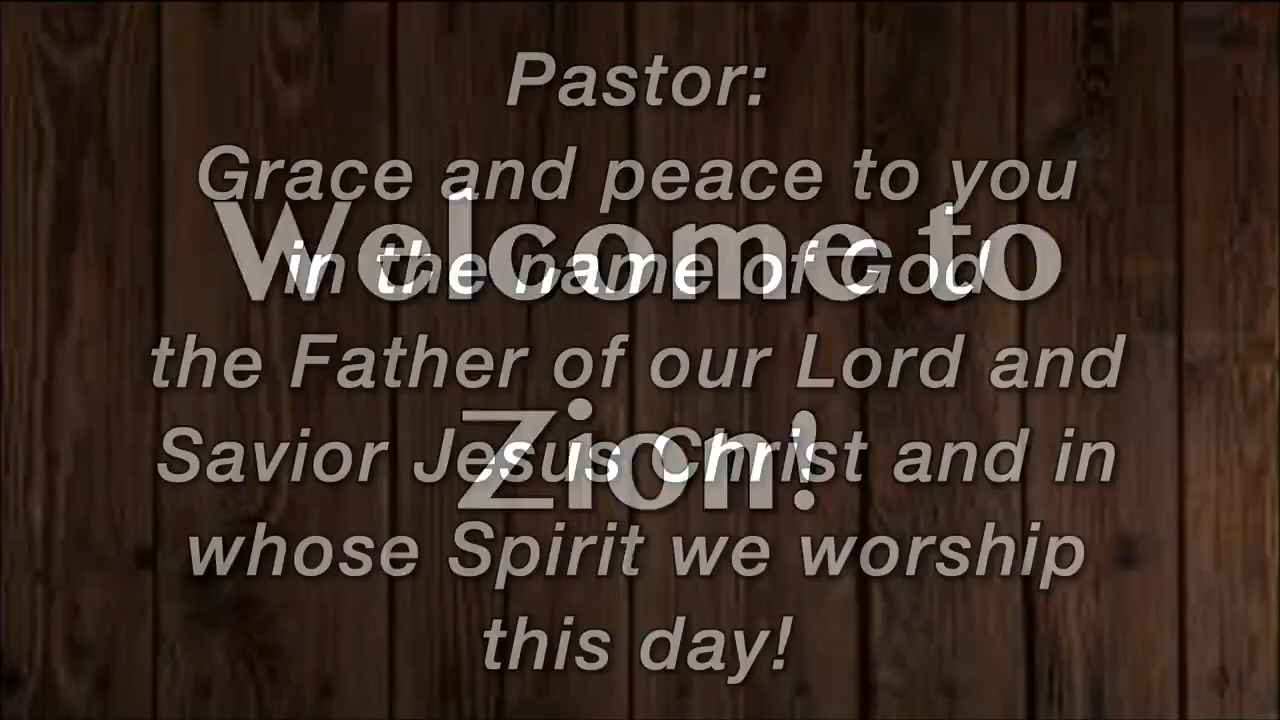 Pastor:
Grace and peace to you
Welcome to
in the name of God
the Father of our Lord and
Zion!
Savior Jesus Christ and in
whose Spirit we worship
this day!